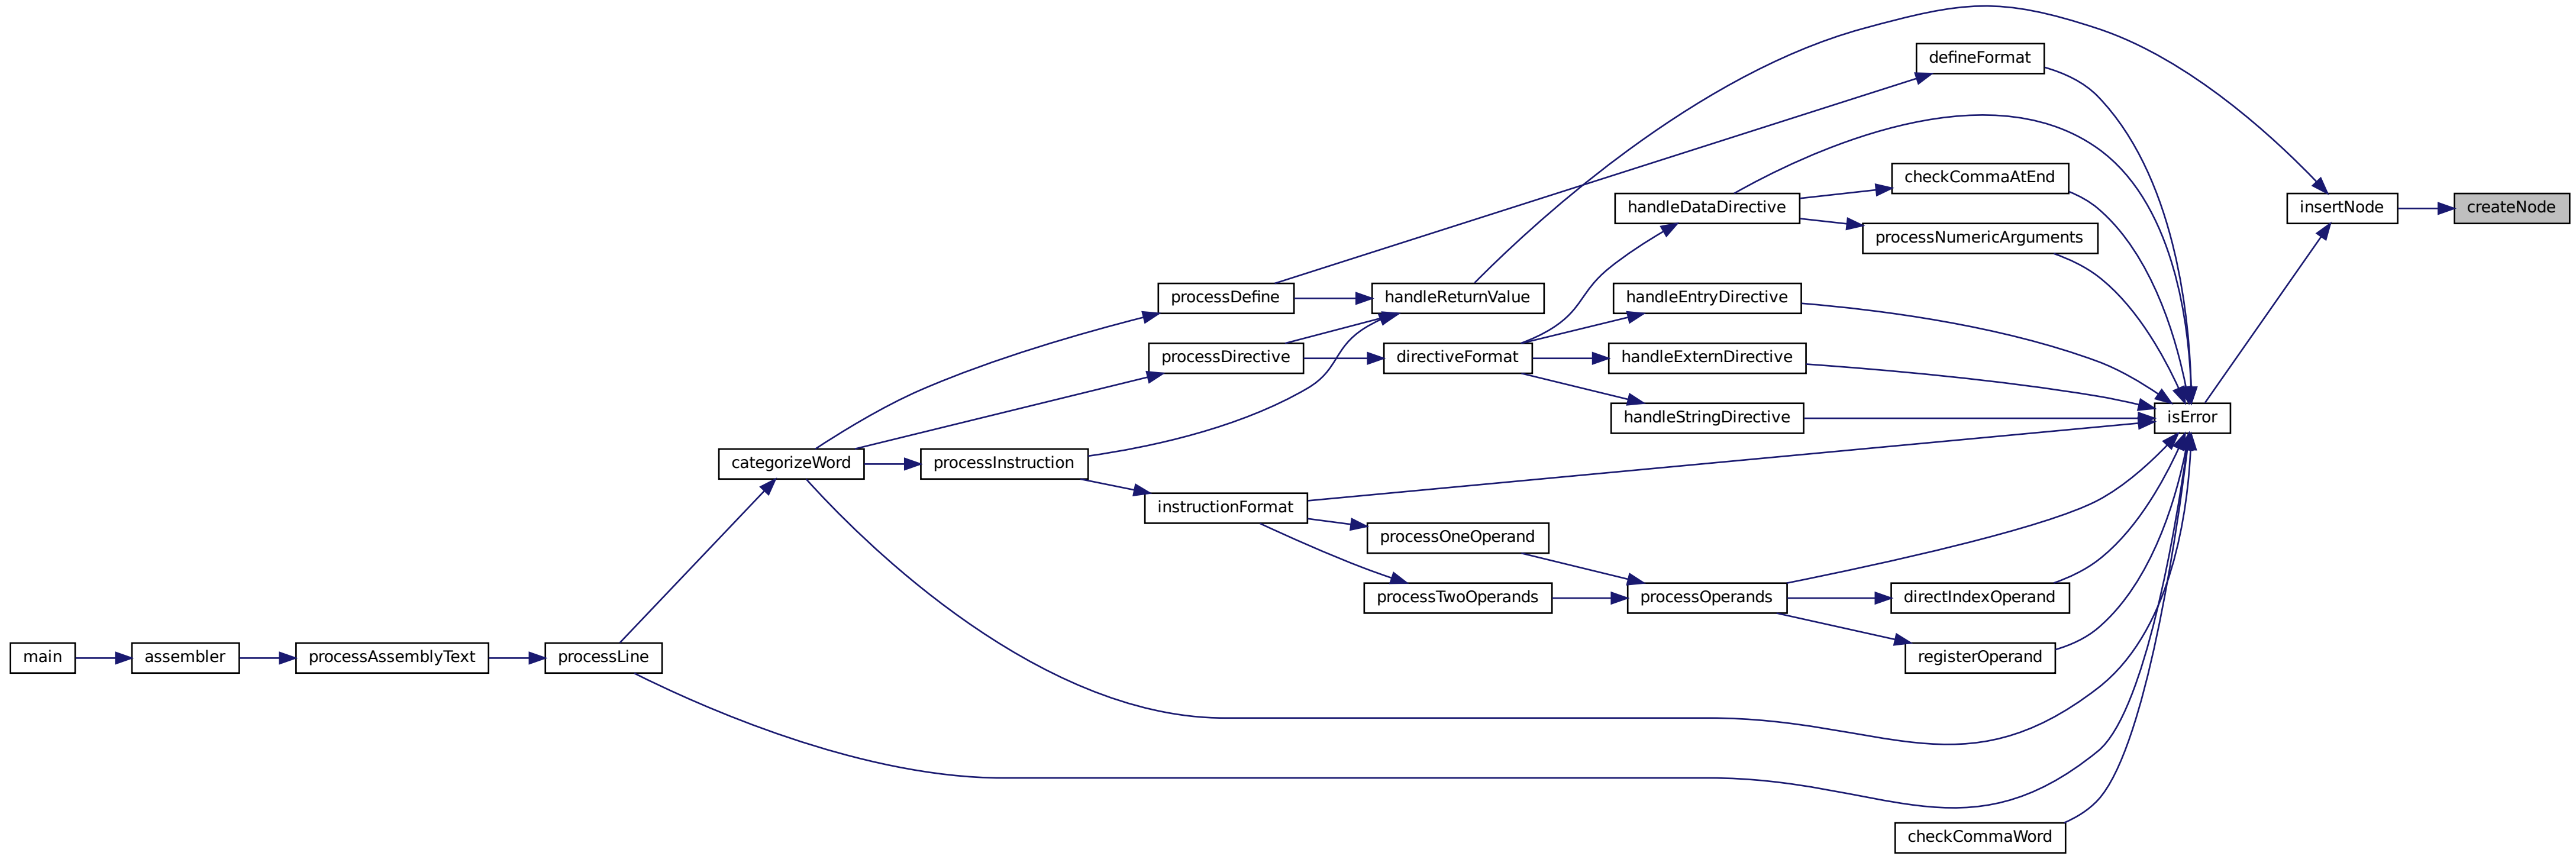 defineFormat
checkCommaAtEnd
handleDataDirective
insertNode
createNode
processNumericArguments
processDefine
handleReturnValue
handleEntryDirective
processDirective
directiveFormat
handleExternDirective
handleStringDirective
isError
categorizeWord
processInstruction
instructionFormat
processOneOperand
processTwoOperands
processOperands
directIndexOperand
main
assembler
processAssemblyText
processLine
registerOperand
checkCommaWord